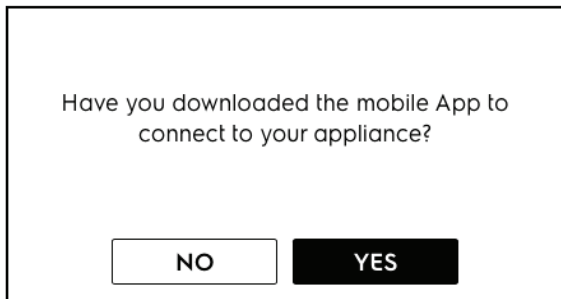 Have you downloaded the mobile App to
connect to your appliance?
NO YES